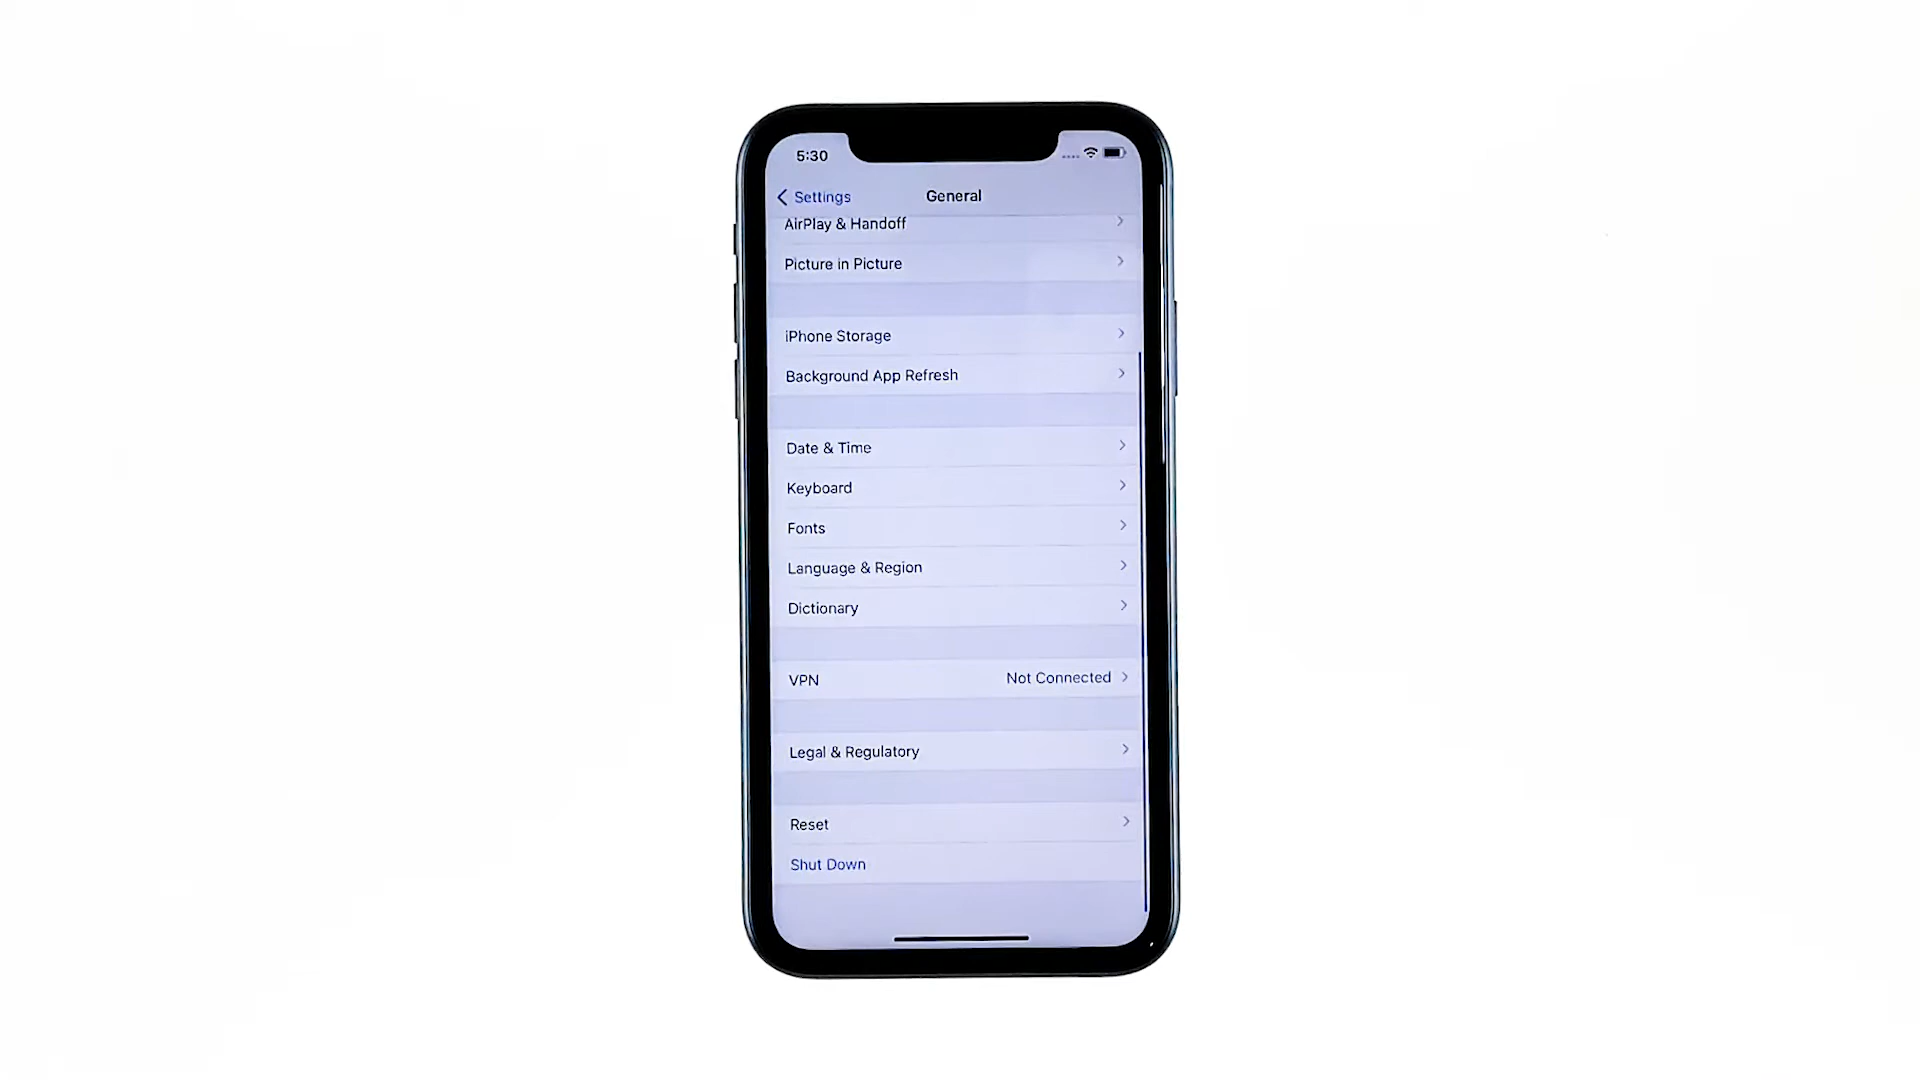 5:30
Settings
General
AirPlay & Handoff
Picture in Picture
iPhone Storage
Background App Refresh
Date & Time
Keyboard
Fonts
Language & Region
Dictionary
VPN Not Connected
Legal & Regulatory
Reset
Shut Down